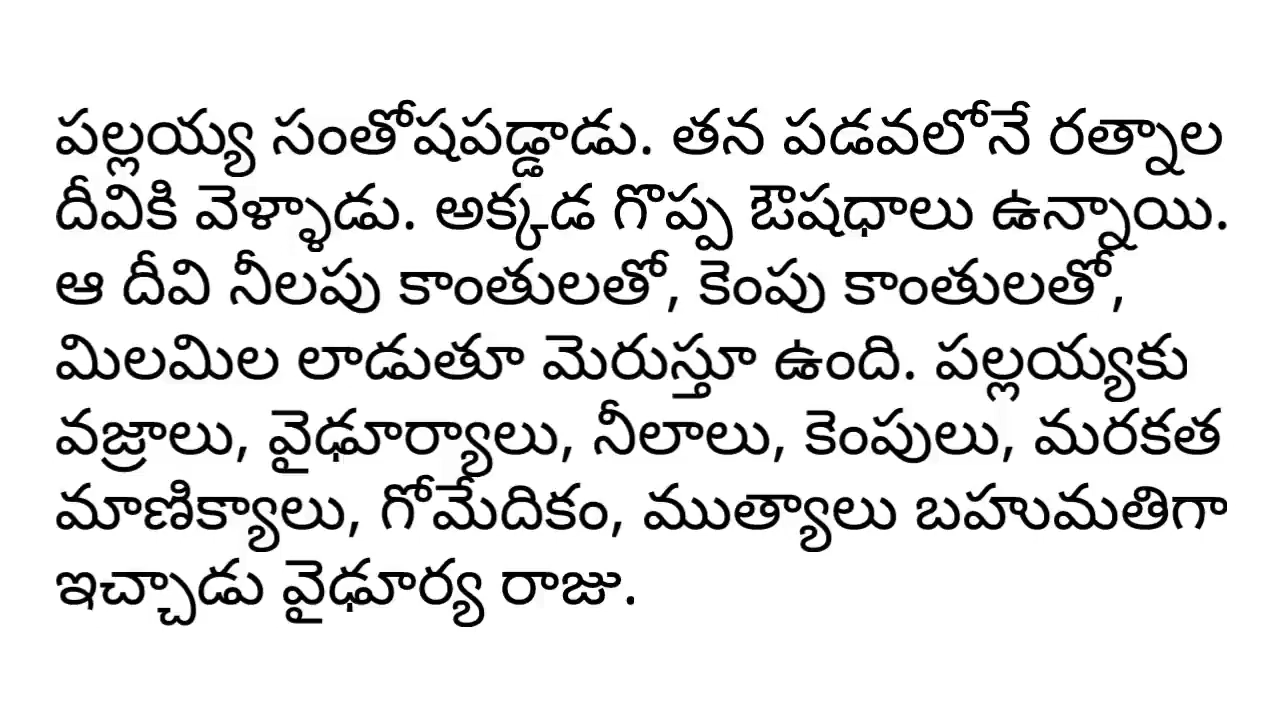 పల్లయ్య సంతోషపడ్డాడు. తన పడవలోనే రత్నాల
దీవికి వెళ్ళాడు. అక్కడ గొప్ప ఔషధాలు ఉన్నాయి.
ఆ దీవి నీలపు కాంతులతో, కెంపు కాంతులతో,
మిలమిల లాడుతూ మెరుస్తూ ఉంది. పల్లయ్యకు
వజ్రాలు, వైఢూర్యాలు, నీలాలు, కెంపులు, మరకత
మాణిక్యాలు, గోమేదికం, ముత్యాలు బహుమతిగా
ఇచ్చాడు వైఢూర్య రాజు.